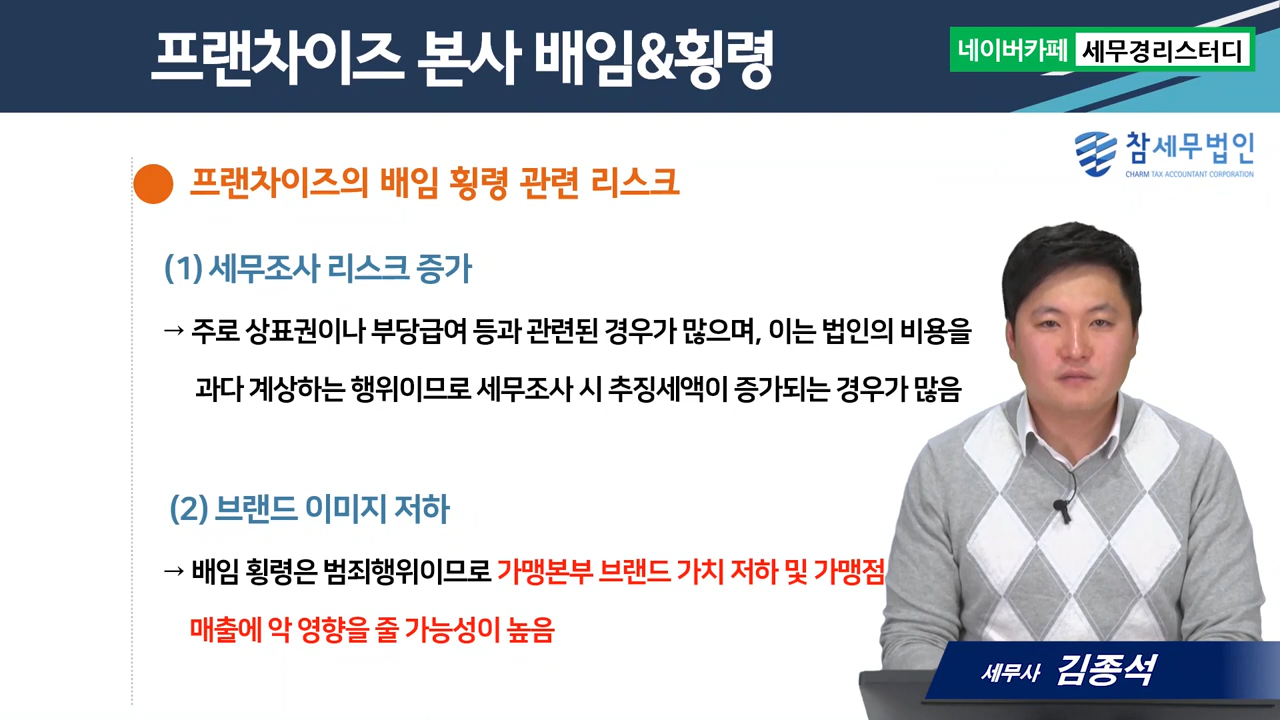 프랜차이즈 본사 배임&횡령
네이버카페 세무경리스터디
참세무법인
CHARM TAX ACCOUNTANT CORPORATION
프랜차이즈의 배임 횡령 관련 리스크
(1) 세무조사 리스크 증가
→ 주로 상표권이나 부당급여 등과 관련된 경우가 많으며, 이는 법인의 비용을
과다 계상하는 행위이므로 세무조사 시 추징세액이 증가되는 경우가 많음
(2) 브랜드 이미지 저하
→ 배임 횡령은 범죄행위이므로 가맹본부 브랜드 가치 저하 및 가맹점
매출에 악 영향을 줄 가능성이 높음
세무사 김종석